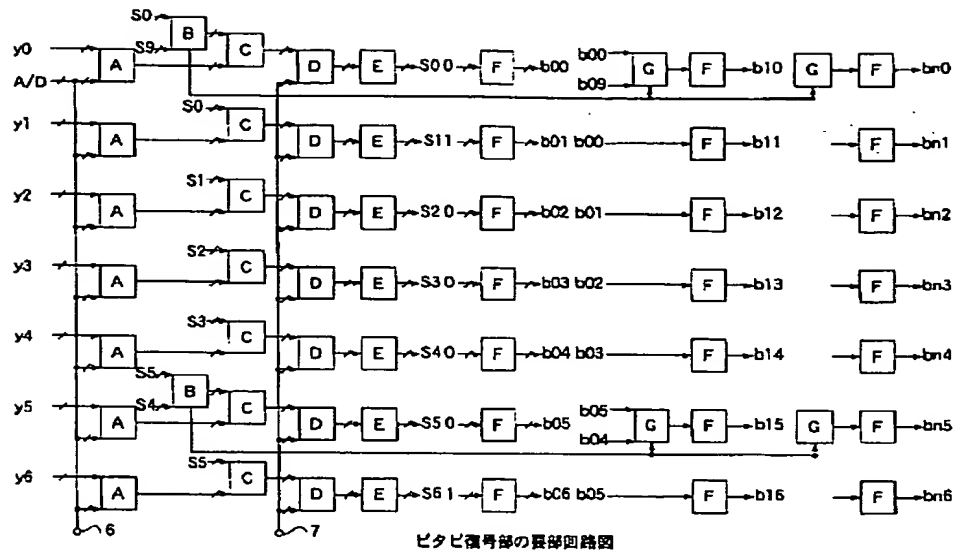 S0
y0 S9 B C
A/D A D E S00 F b00 b00 b09 G F b10 G F bn0
S0
y1 A C D E S11 F b01 b00 F b11 F bn1
S1
y2 A C D E S20 F b02 b01 F b12 F bn2
S2
y3 A C D E S30 F b03 b02 F b13 F bn3
S3
y4 A C D E S40 F b04 b03 F b14 F bn4
S5
y5 S4 B A C D E S50 F b05 b05 b04 G F b15 G F bn5
S5
y6 A C D E S61 F b06 b05 F b16 F bn6
6 7
ビタビ復号部の要部回路図